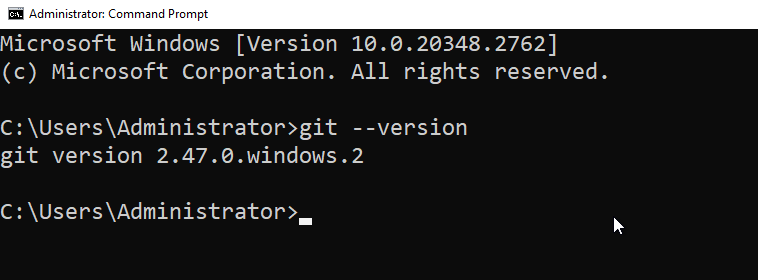 Administrator: Command Prompt
Microsoft Windows [Version 10.0.20348.2762]
(c) Microsoft Corporation. All rights reserved.
C:\Users\Administrator>git --version
git version 2.47.0.windows.2
C:\Users\Administrator>